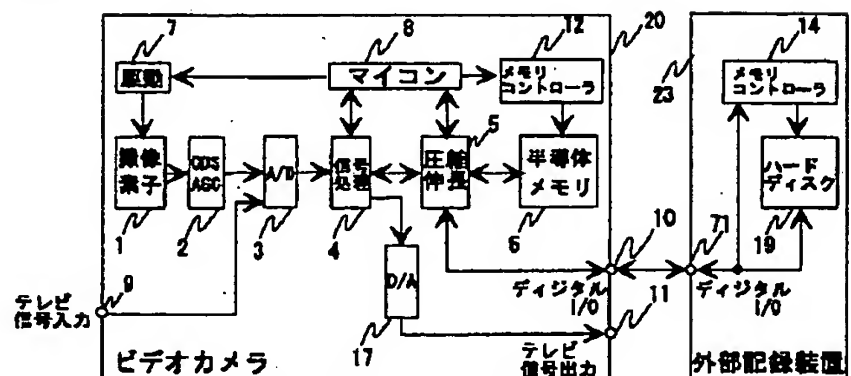 7
8
12
20
14
駆動
マイコン
メモリ
コントローラ
23
メモリ
コントローラ
5
撮像
素子
CDS
AGC
A/D
信号
処理
圧縮
伸長
半導体
メモリ
ハード
ディスク
1
2
3
4
6
10
71
19
9
D/A
ディジタル
I/O
ディジタル
I/O
テレビ
信号入力
11
17
ビデオカメラ
テレビ
信号出力
外部記録装置